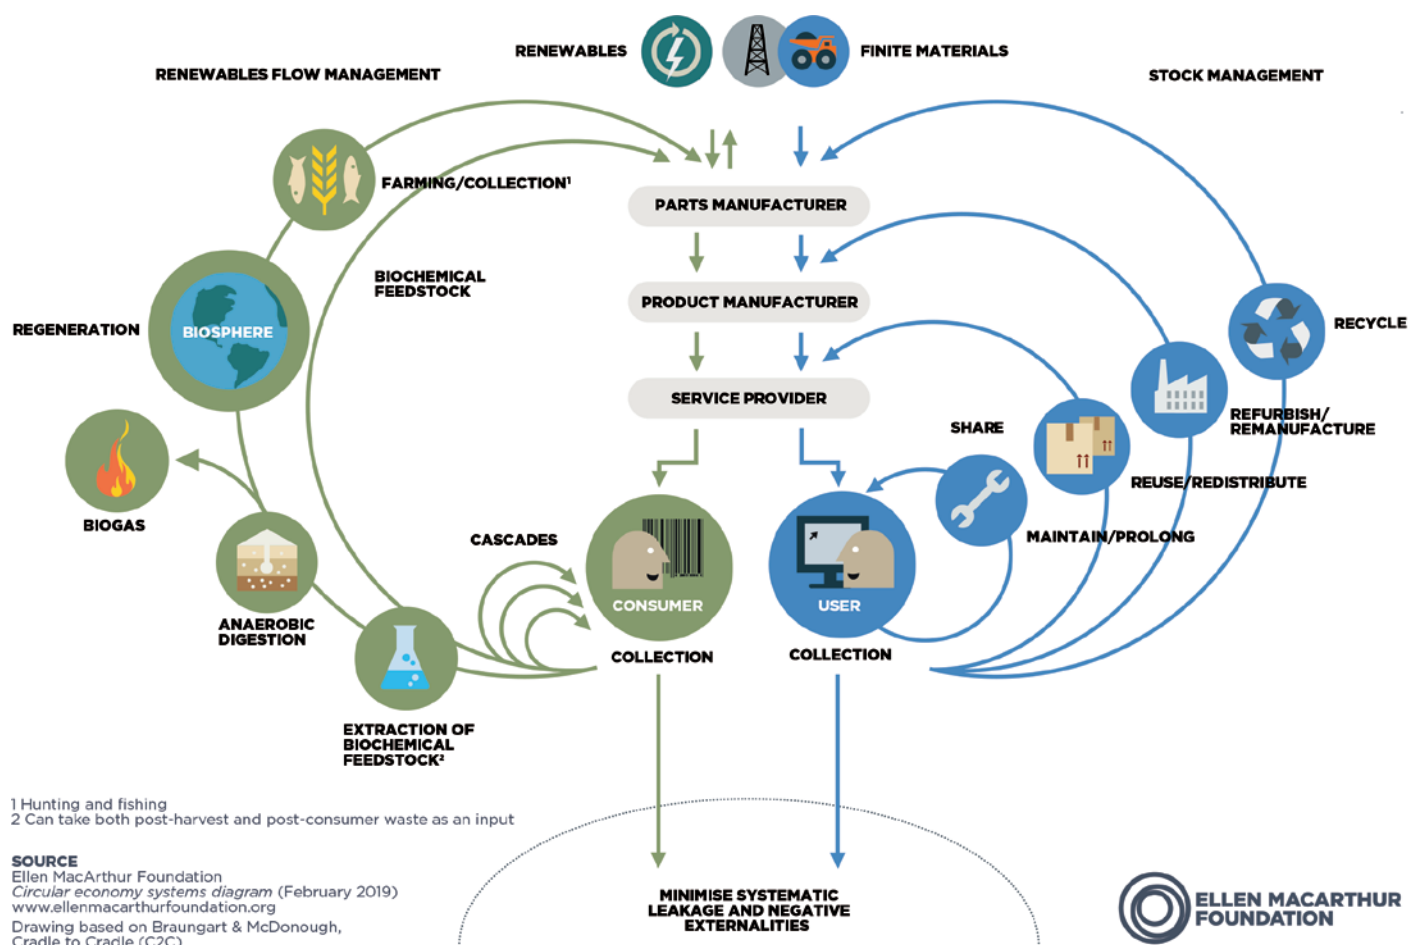 RENEWABLES
FINITE MATERIALS
RENEWABLES FLOW MANAGEMENT
STOCK MANAGEMENT
FARMING/COLLECTION¹
PARTS MANUFACTURER
BIOCHEMICAL
FEEDSTOCK
PRODUCT MANUFACTURER
REGENERATION
BIOSPHERE
RECYCLE
SERVICE PROVIDER
SHARE
REFURBISH/
REMANUFACTURE
REUSE/REDISTRIBUTE
BIOGAS
CASCADES
MAINTAIN/PROLONG
CONSUMER
USER
ANAEROBIC
DIGESTION
COLLECTION
COLLECTION
EXTRACTION OF
BIOCHEMICAL
FEEDSTOCK²
1 Hunting and fishing
2 Can take both post-harvest and post-consumer waste as an input
SOURCE
Ellen MacArthur Foundation
Circular economy systems diagram (February 2019)
www.ellenmacarthurfoundation.org
Drawing based on Braungart & McDonough,
Cradle to Cradle (C2C)
MINIMISE SYSTEMATIC
LEAKAGE AND NEGATIVE
EXTERNALITIES
ELLEN MACARTHUR
FOUNDATION